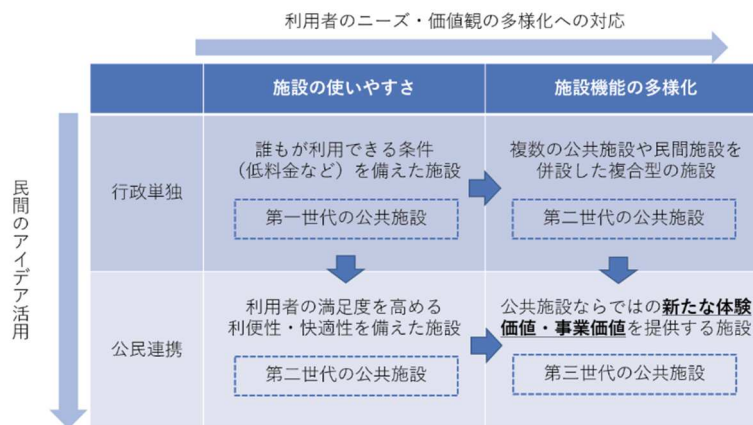 利用者のニーズ・価値観の多様化への対応
施設の使いやすさ
施設機能の多様化
民間のアイデア活用
行政単独
誰もが利用できる条件
（低料金など）を備えた施設
第一世代の公共施設
複数の公共施設や民間施設を
併設した複合型の施設
第二世代の公共施設
公民連携
利用者の満足度を高める
利便性・快適性を備えた施設
第二世代の公共施設
公共施設ならではの新たな体験
価値・事業価値を提供する施設
第三世代の公共施設